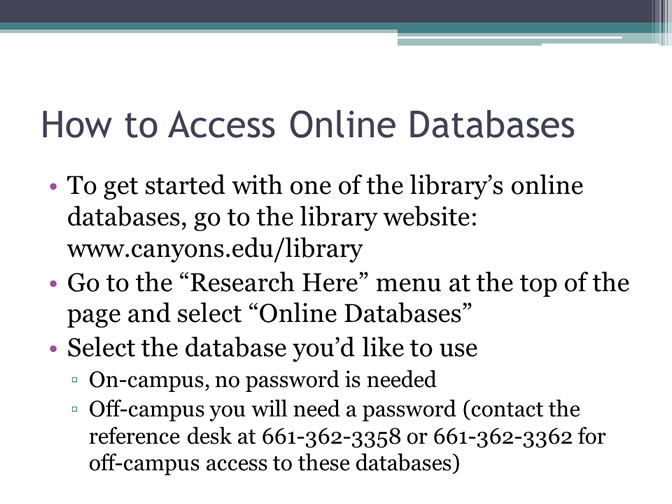 How to Access Online Databases
• To get started with one of the library’s online
databases, go to the library website:
www.canyons.edu/library
• Go to the “Research Here” menu at the top of the
page and select “Online Databases”
• Select the database you’d like to use
▫ On-campus, no password is needed
▫ Off-campus you will need a password (contact the
reference desk at 661-362-3358 or 661-362-3362 for
off-campus access to these databases)